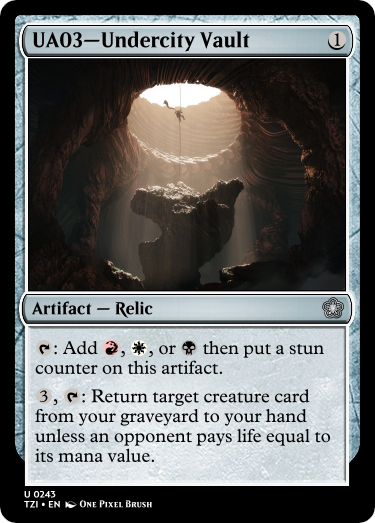 UA03—Undercity Vault 1
Artifact — Relic
: Add , , or then put a stun
counter on this artifact.
3, : Return target creature card
from your graveyard to your hand
unless an opponent pays life equal to
its mana value.
U 0243
TZI • EN One Pixel Brush